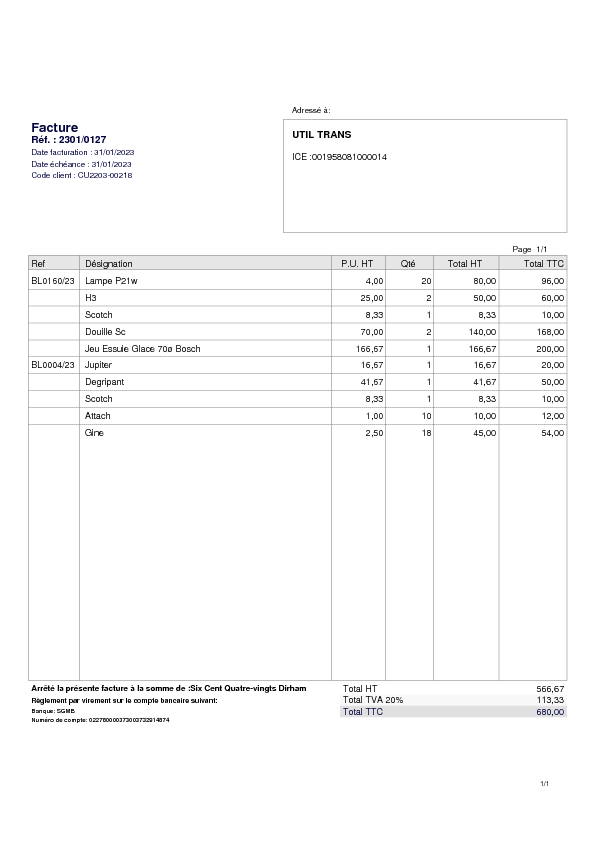 Adressé à:
Facture
Réf. : 2301/0127
Date facturation : 31/01/2023
Date échéance : 31/01/2023
Code client : CU2203-00218
UTIL TRANS
ICE :001958081000014
Page 1/1
Ref Désignation P.U. HT Qté Total HT Total TTC
BL0160/23 Lampe P21w 4,00 20 80,00 96,00
H3 25,00 2 50,00 60,00
Scotch 8,33 1 8,33 10,00
Douille Sc 70,00 2 140,00 168,00
Jeu Essuie Glace 70ø Bosch 166,67 1 166,67 200,00
BL0004/23 Jupiter 16,67 1 16,67 20,00
Degripant 41,67 1 41,67 50,00
Scotch 8,33 1 8,33 10,00
Attach 1,00 10 10,00 12,00
Gine 2,50 18 45,00 54,00
Arrêté la présente facture à la somme de :Six Cent Quatre-vingts Dirham
Total HT 566,67
Règlement par virement sur le compte bancaire suivant:
Total TVA 20% 113,33
Banque: SGMB
Total TTC 680,00
Numéro de compte:
1/1